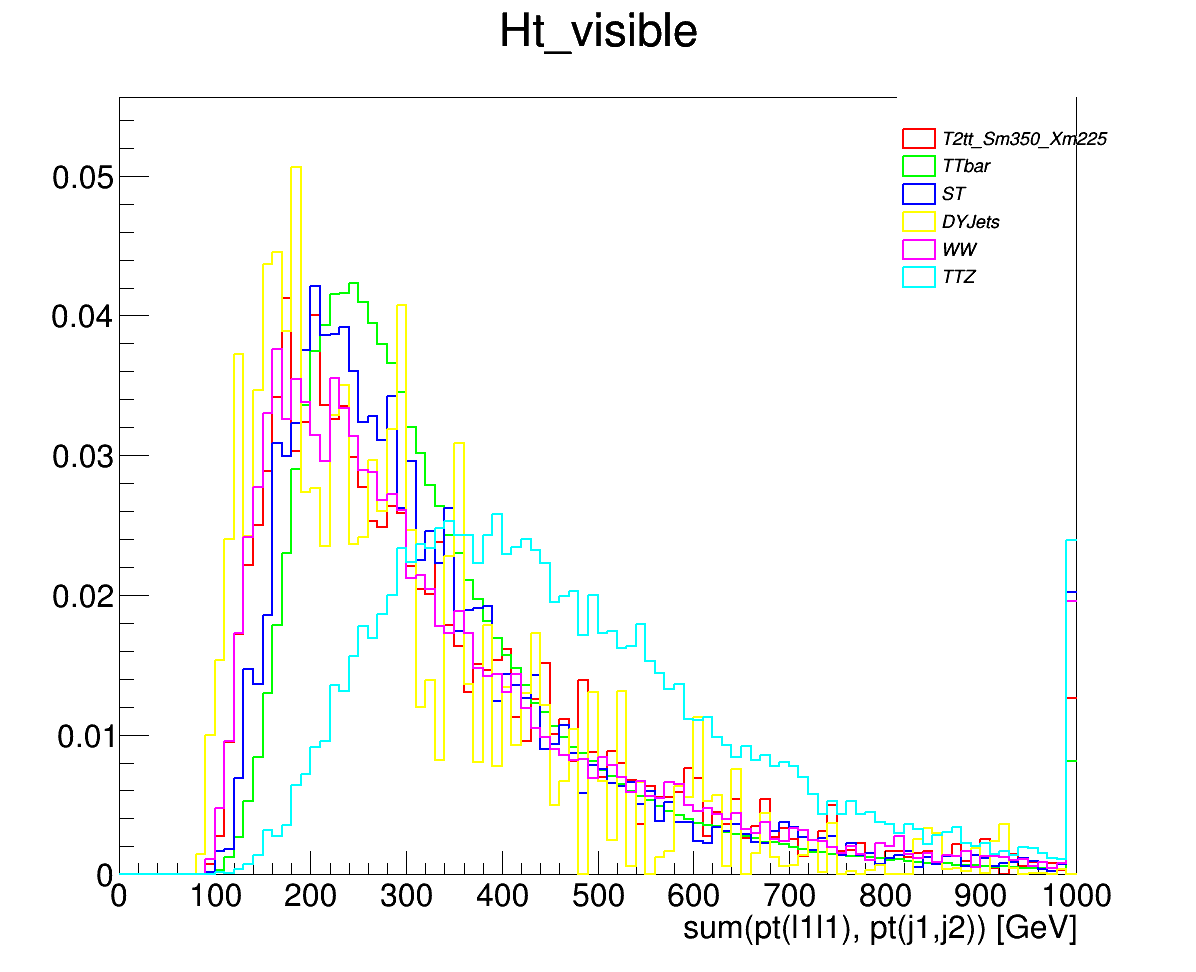 Ht_visible
T2tt_Sm350_Xm225
TTbar
ST
DYJets
WW
TTZ
0.05
0.04
0.03
0.02
0.01
0
0 100 200 300 400 500 600 700 800 900 1000
sum(pt(l1l1), pt(j1,j2)) [GeV]